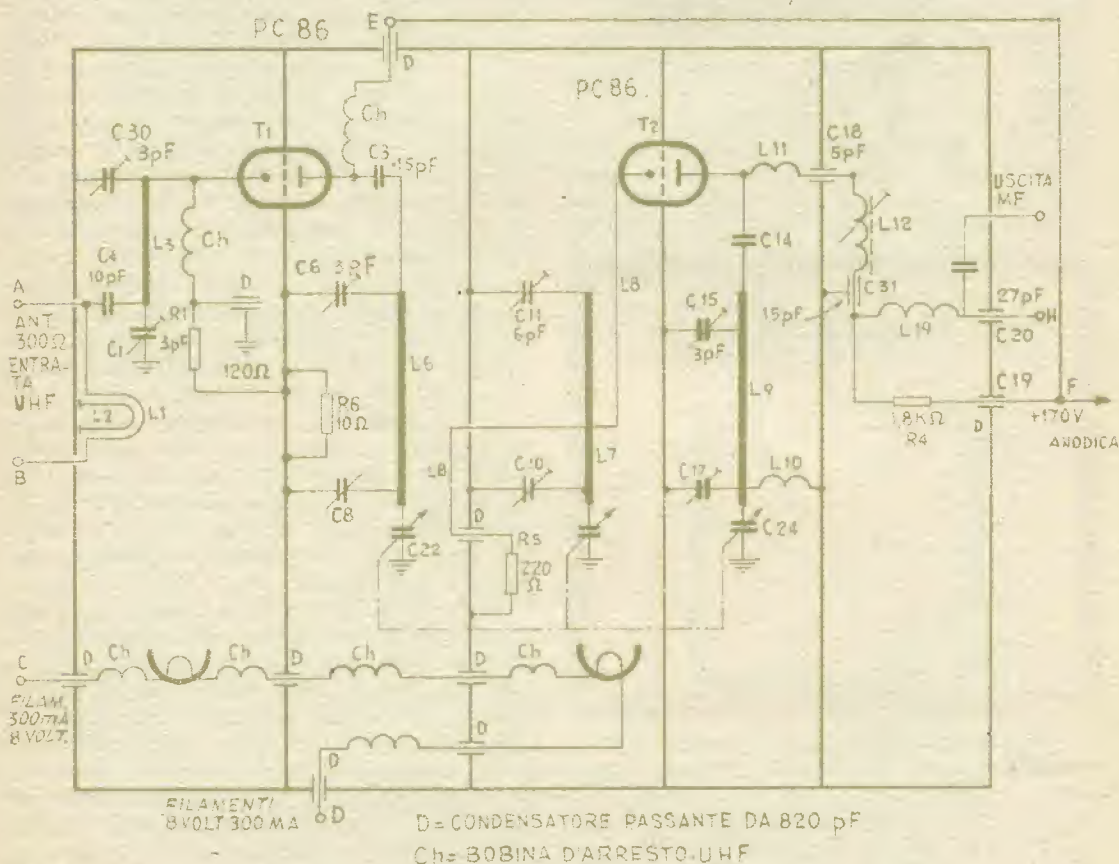 PC 86
E
D
PC 86
C30
3pF
T1
Ch
C3
15pF
T2
L11
C18
5pF
USCITA
MF
L3
Ch
L12
C4
10pF
C6
3PF
L8
C14
D
A
C11
6pF
C15
3pF
15pF
C31
27pF
H
ANT.
300Ω
ENTRA-
TA
UHF
C1
R1
3pF
120Ω
L6
L19
C20
L9
C19
F
L2
L1
R6
10Ω
1,8KΩ
R4
D
+170V
ANODICA
B
L8
C10
L7
C17
L10
C8
D
C22
R5
220
Ω
C24
C
D
Ch
Ch
D
Ch
D
Ch
FILAM.
300mA
8 VOLT.
D
D
FILAMENTI
8 VOLT 300 MA
D
D=CONDENSATORE PASSANTE DA 820 pF
Ch= BOBINA D'ARRESTO-UHF